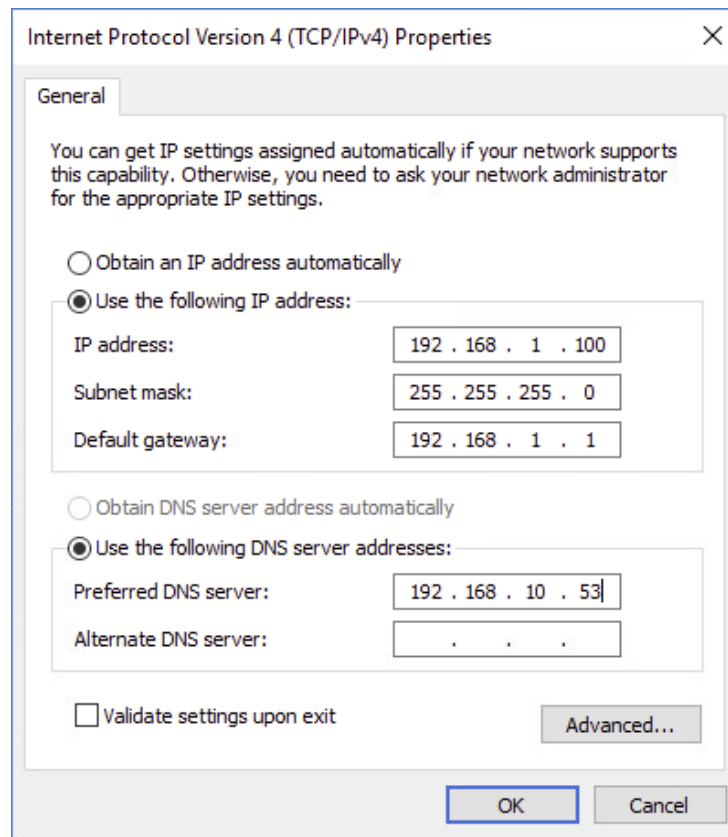 Internet Protocol Version 4 (TCP/IPv4) Properties
General
You can get IP settings assigned automatically if your network supports
this capability. Otherwise, you need to ask your network administrator
for the appropriate IP settings.
Obtain an IP address automatically
Use the following IP address:
IP address: 192 . 168 . 1 . 100
Subnet mask: 255 . 255 . 255 . 0
Default gateway: 192 . 168 . 1 . 1
Obtain DNS server address automatically
Use the following DNS server addresses:
Preferred DNS server: 192 . 168 . 10 . 53
Alternate DNS server: . . .
Validate settings upon exit
Advanced...
OK Cancel